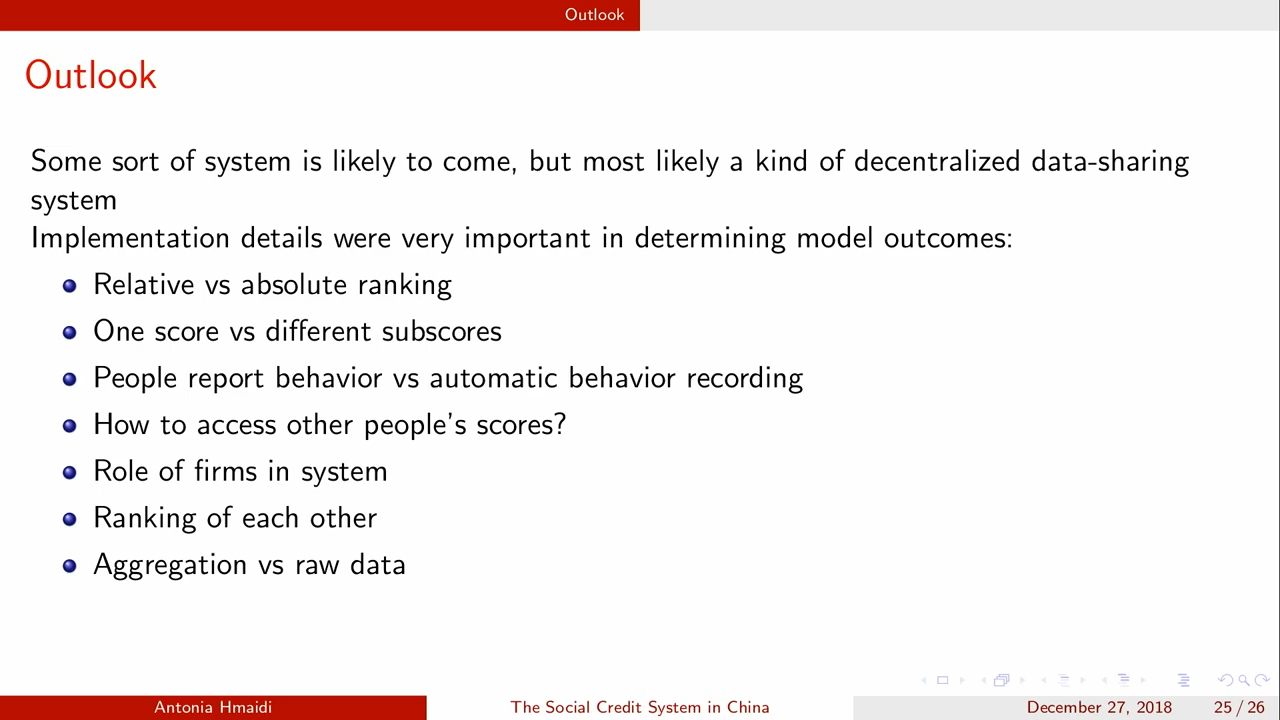 Outlook
Outlook
Some sort of system is likely to come, but most likely a kind of decentralized data-sharing
system
Implementation details were very important in determining model outcomes:
Relative vs absolute ranking
One score vs different subscores
People report behavior vs automatic behavior recording
How to access other people's scores?
Role of firms in system
Ranking of each other
Aggregation vs raw data
Antonia Hmaidi
The Social Credit System in China
December 27, 2018
25 / 26